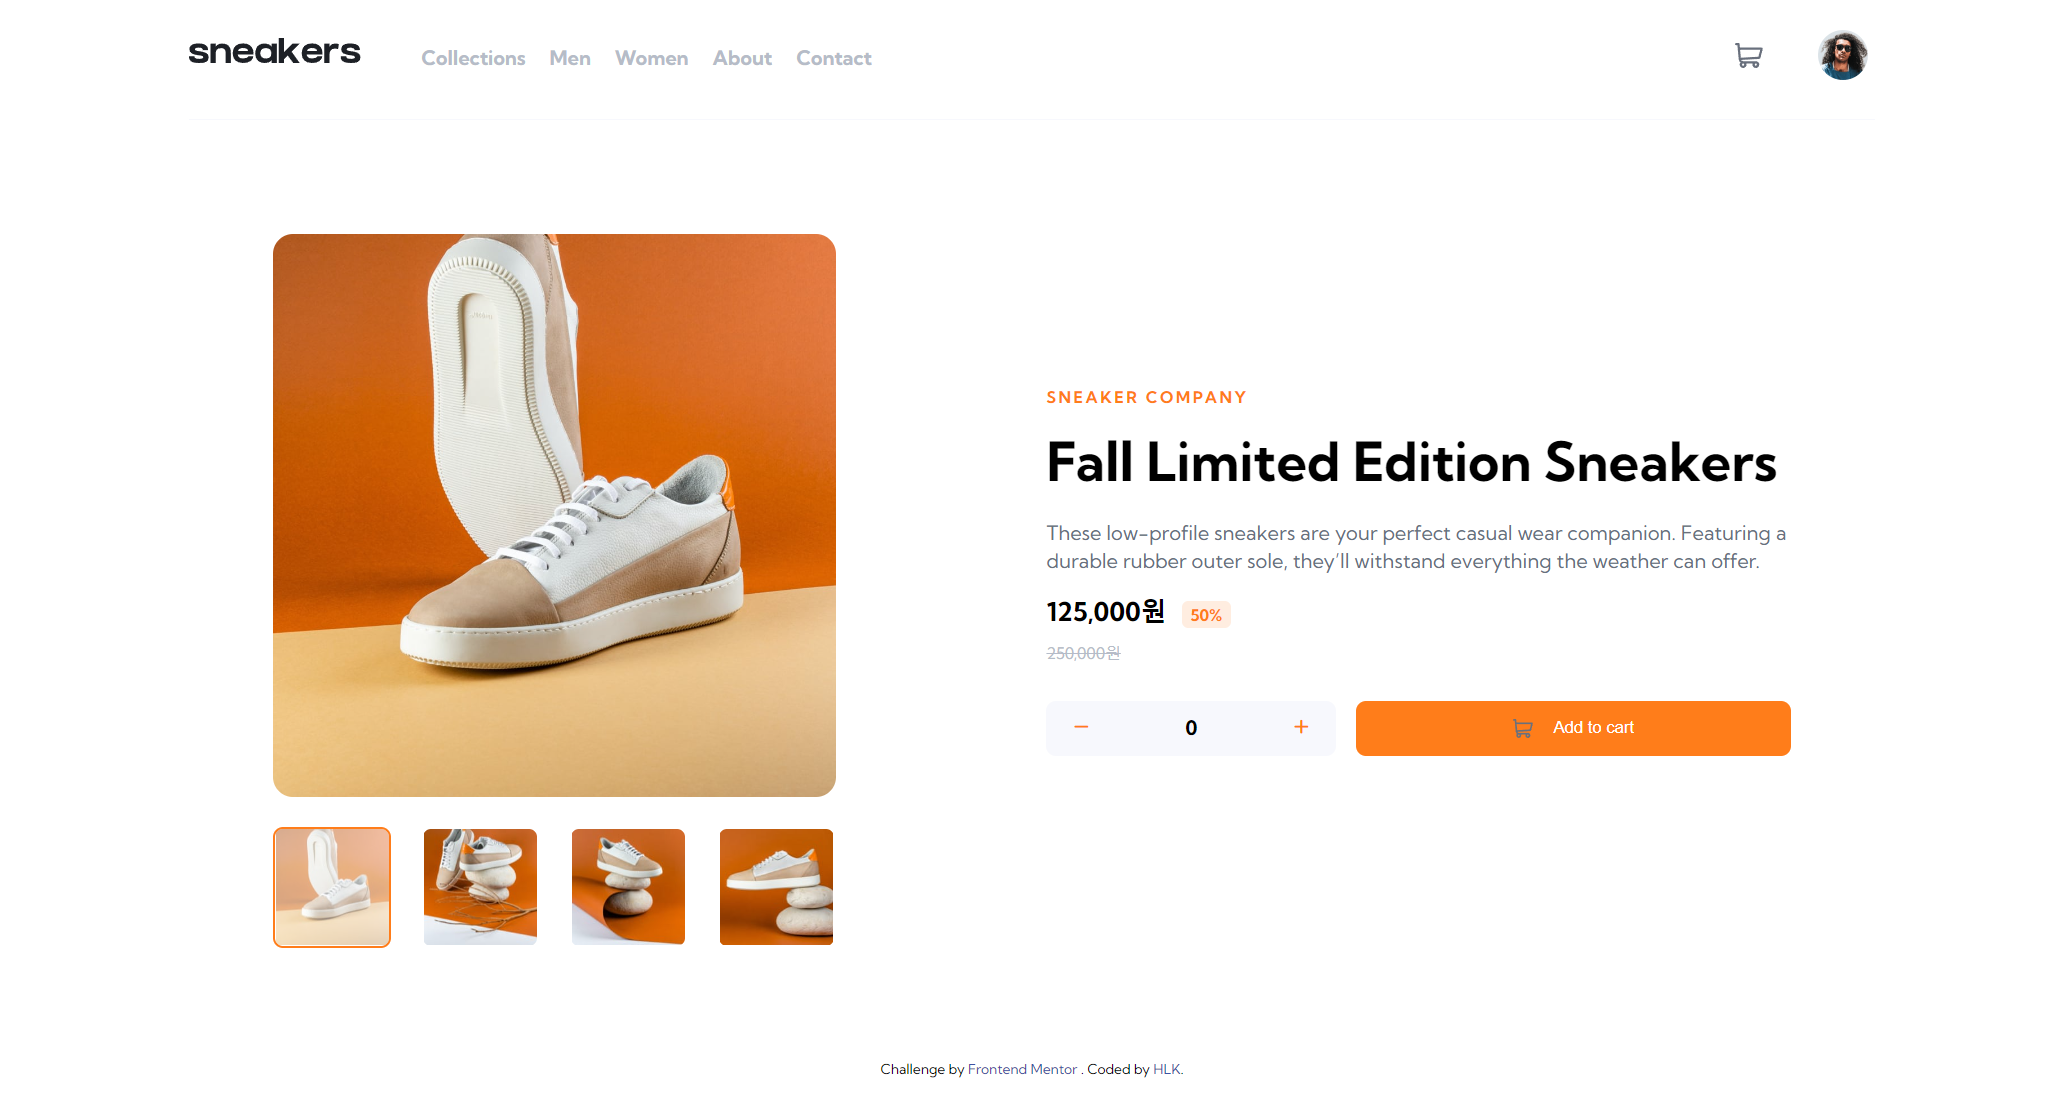 sneakers
Collections Men Women About Contact
SNEAKER COMPANY
Fall Limited Edition Sneakers
These low-profile sneakers are your perfect casual wear companion. Featuring a
durable rubber outer sole, they’ll withstand everything the weather can offer.
125,000원 50%
250,000원
− 0 + Add to cart
Challenge by Frontend Mentor . Coded by HLK.